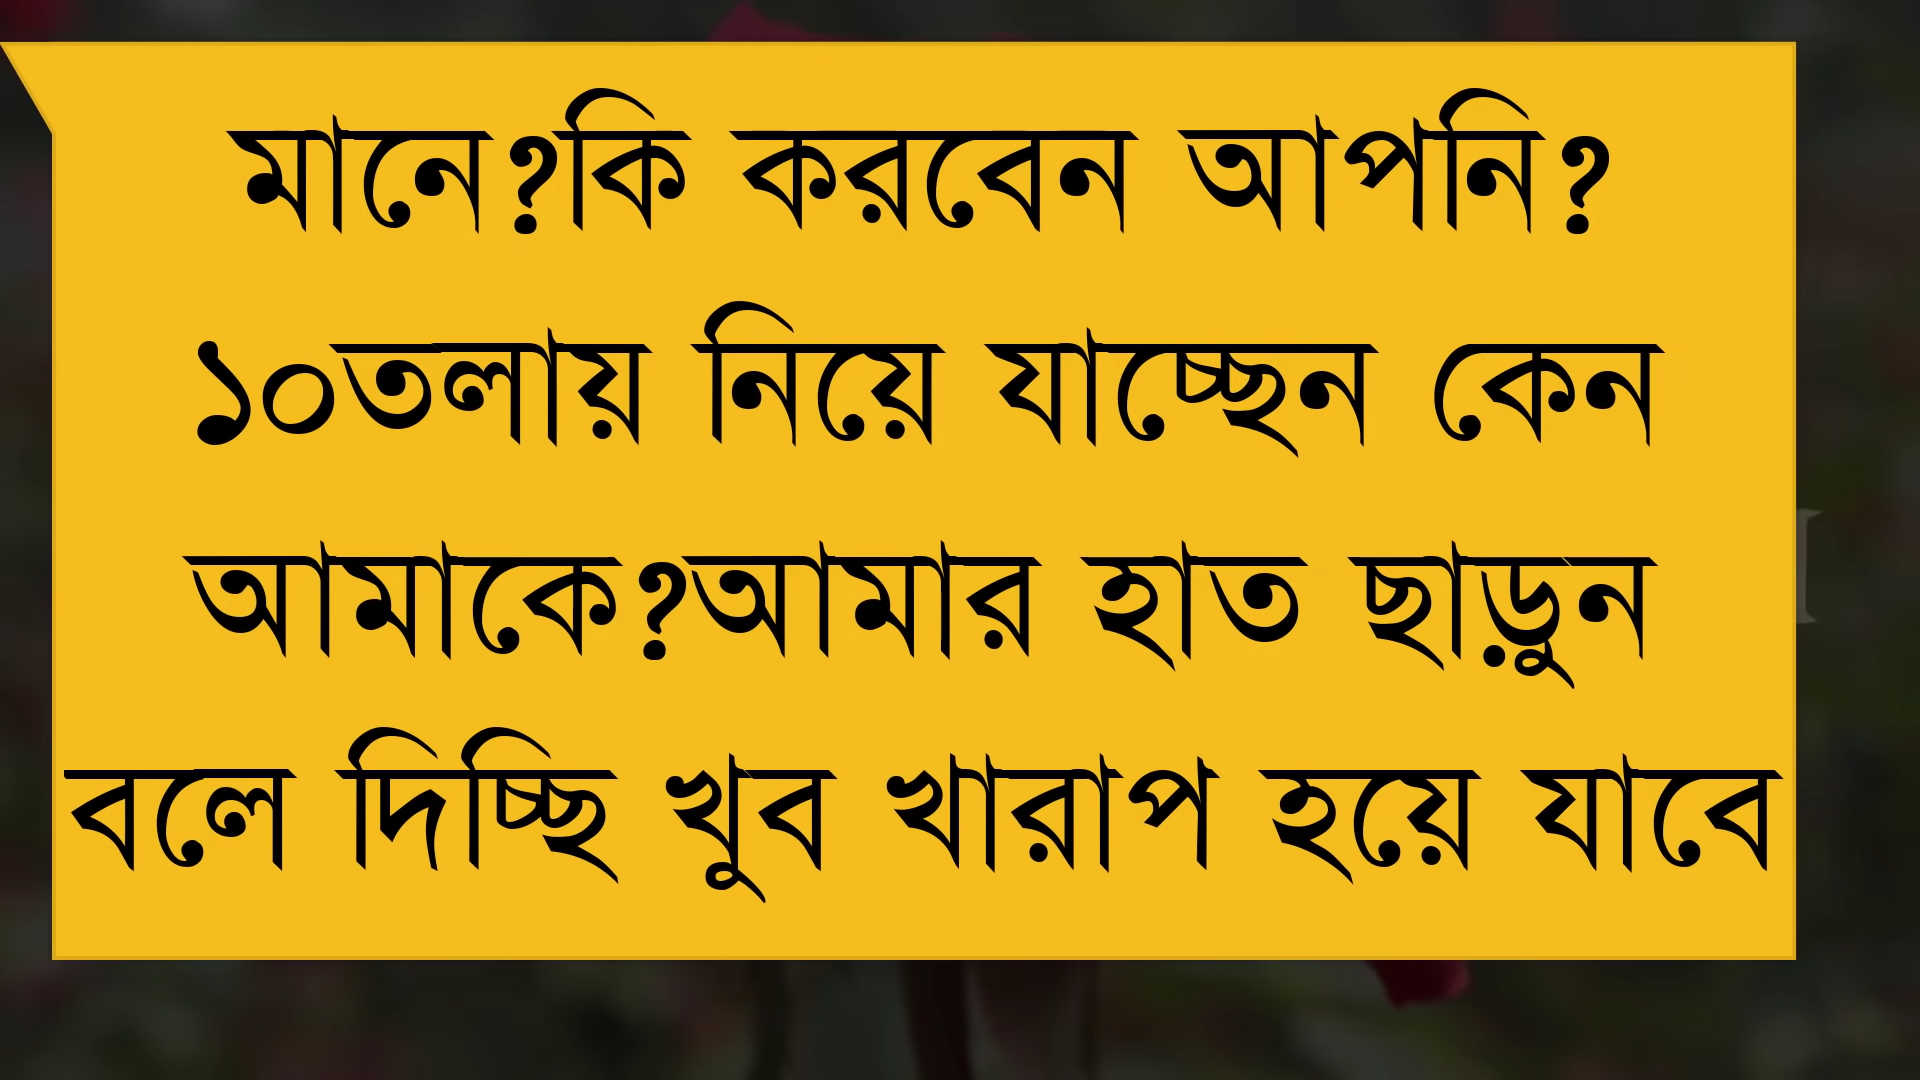 মানে?কি করবেন আপনি?
১০তলায় নিয়ে যাচ্ছেন কেন
আমাকে?আমার হাত ছাড়ুন
বলে দিচ্ছি খুব খারাপ হয়ে যাবে